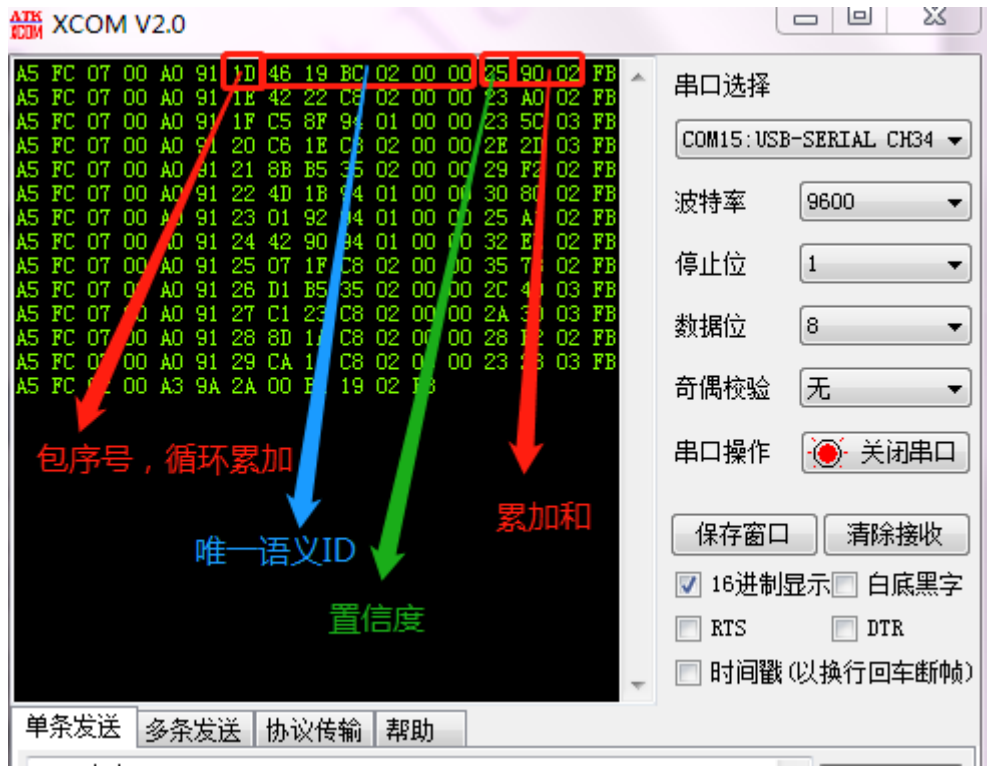 XCOM V2.0
A5 FC 07 00 A0 91 1D 46 19 BC 02 00 00 25 90 02 FB
A5 FC 07 00 A0 91 1E 42 22 C8 02 00 00 23 A0 02 FB
A5 FC 07 00 A0 91 1F C5 8F 94 01 00 00 23 5C 03 FB
A5 FC 07 00 A0 91 20 C6 1E C8 02 00 00 2E 2D 03 FB
A5 FC 07 00 A0 91 21 8B B5 35 02 00 00 29 F2 02 FB
A5 FC 07 00 A0 91 22 4D 1B 94 01 00 00 30 80 02 FB
A5 FC 07 00 A0 91 23 01 92 94 01 00 00 25 A1 02 FB
A5 FC 07 00 A0 91 24 42 90 94 01 00 00 32 EE 02 FB
A5 FC 07 00 A0 91 25 07 1F C8 02 00 00 35 7B 02 FB
A5 FC 07 00 A0 91 26 D1 B5 35 02 00 00 2C 40 03 FB
A5 FC 07 00 A0 91 27 C1 23 C8 02 00 00 2A 30 03 FB
A5 FC 07 00 A0 91 28 8D C8 02 00 00 28 02 FB
A5 FC 07 00 A0 91 29 CA C8 02 00 00 23 03 FB
A5 FC 00 A3 9A 2A 00 19 02
包序号，循环累加
唯一语义ID
置信度
累加和
串口选择
COM15:USB-SERIAL CH34
波特率 9600
停止位 1
数据位 8
奇偶校验 无
串口操作 关闭串口
保存窗口 清除接收
16进制显示 白底黑字
RTS DTR
时间戳(以换行回车断帧)
单条发送 多条发送 协议传输 帮助